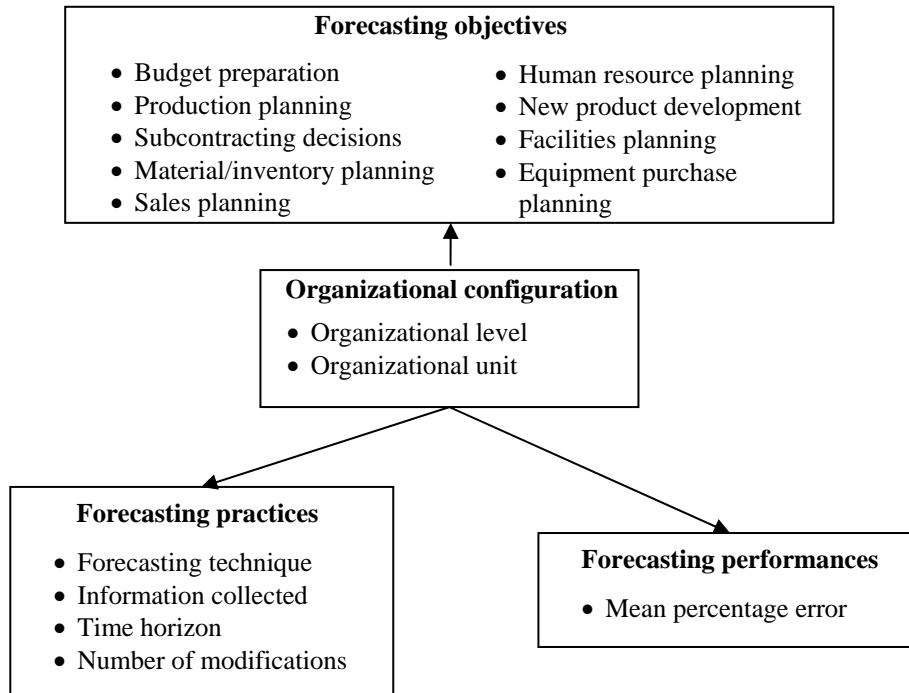 Forecasting objectives
• Budget preparation
• Production planning
• Subcontracting decisions
• Material/inventory planning
• Sales planning
• Human resource planning
• New product development
• Facilities planning
• Equipment purchase
planning
Organizational configuration
• Organizational level
• Organizational unit
Forecasting practices
• Forecasting technique
• Information collected
• Time horizon
• Number of modifications
Forecasting performances
• Mean percentage error